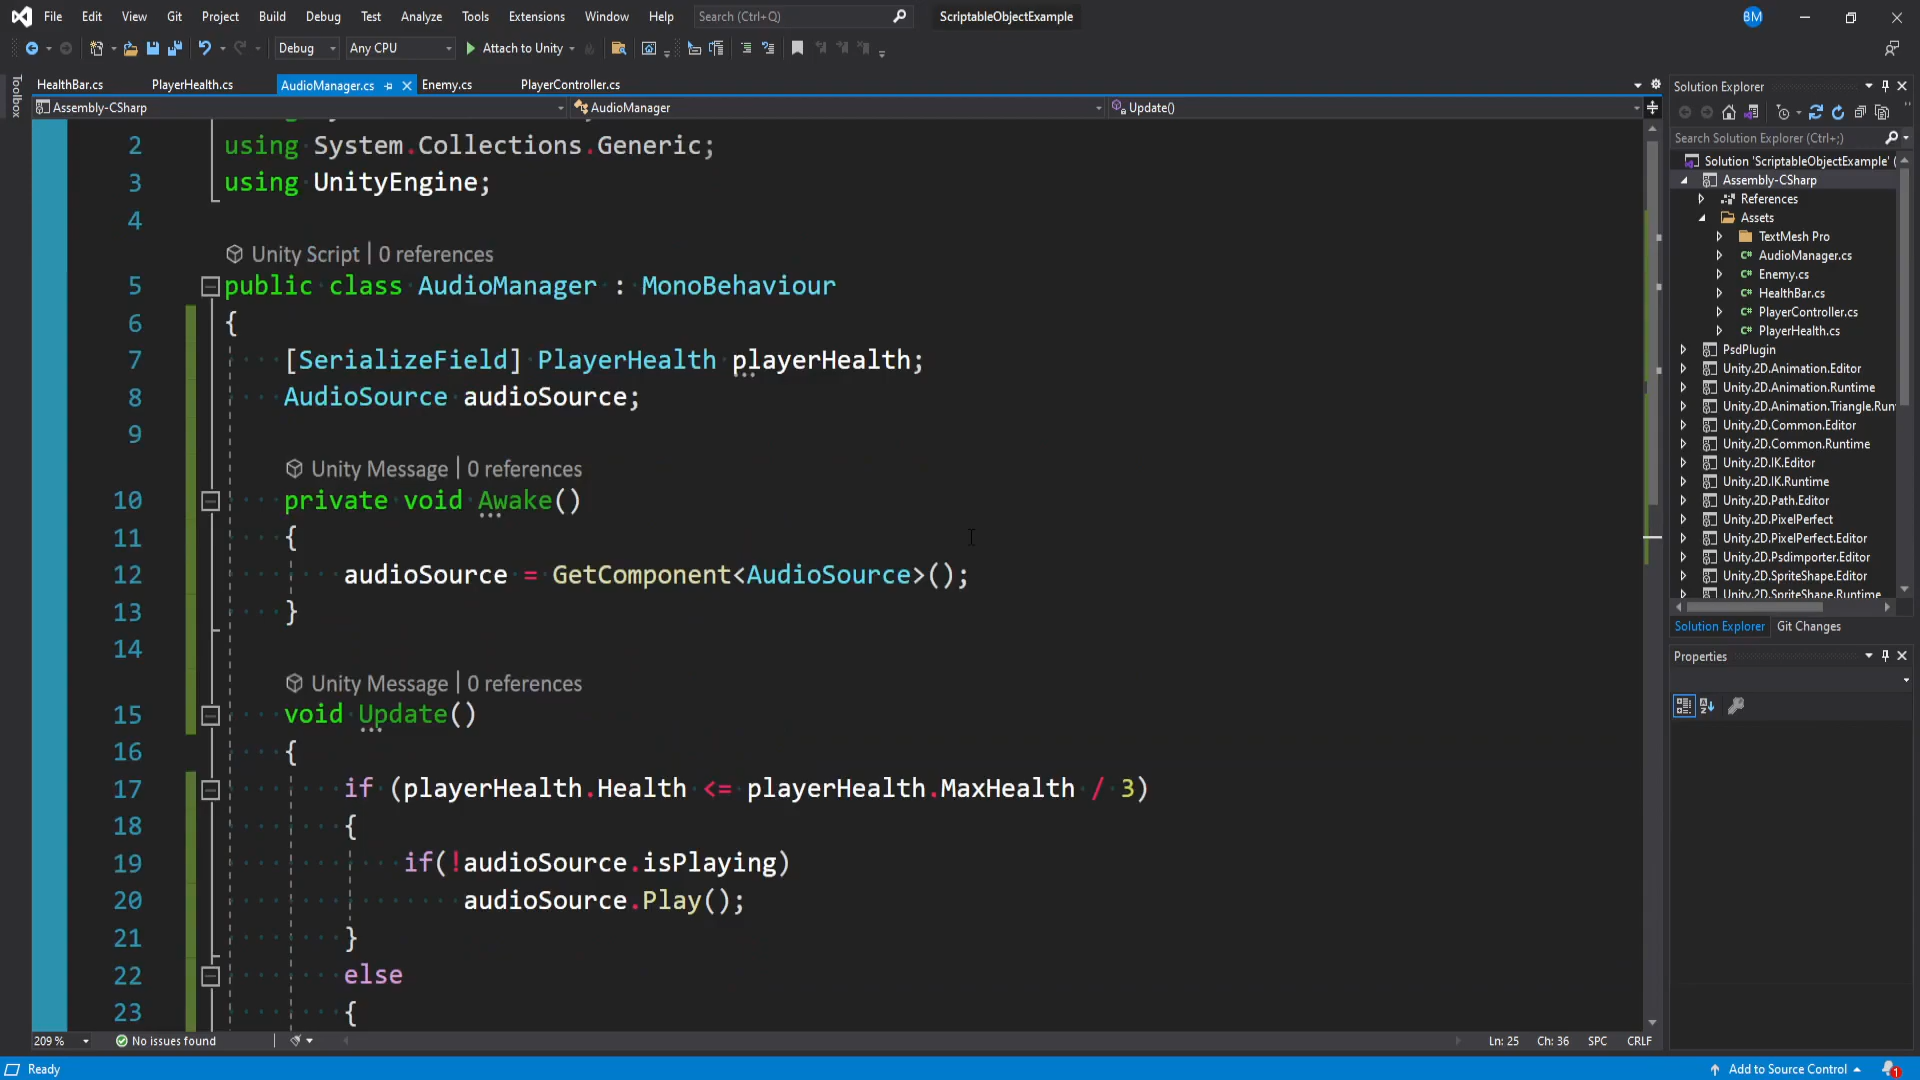 File Edit View Git Project Build Debug Test Analyze Tools Extensions Window Help Search (Ctrl+Q) ScriptableObjectExample BM
Debug Any CPU Attach to Unity
Toolbox
HealthBar.cs PlayerHealth.cs AudioManager.cs Enemy.cs PlayerController.cs
Assembly-CSharp AudioManager Update()
2 using System.Collections.Generic;
3 using UnityEngine;
4
Unity Script | 0 references
5 public class AudioManager : MonoBehaviour
6 {
7 [SerializeField] PlayerHealth playerHealth;
8 AudioSource audioSource;
9
Unity Message | 0 references
10 private void Awake()
11 {
12 audioSource = GetComponent<AudioSource>();
13 }
14
Unity Message | 0 references
15 void Update()
16 {
17 if (playerHealth.Health <= playerHealth.MaxHealth / 3)
18 {
19 if(!audioSource.isPlaying)
20 audioSource.Play();
21 }
22 else
23 {
209 % No issues found Ln: 25 Ch: 36 SPC CRLF
Solution Explorer
Search Solution Explorer (Ctrl+;)
Solution 'ScriptableObjectExample' (
Assembly-CSharp
References
Assets
TextMesh Pro
C# AudioManager.cs
C# Enemy.cs
C# HealthBar.cs
C# PlayerController.cs
C# PlayerHealth.cs
PsdPlugin
Unity.2D.Animation.Editor
Unity.2D.Animation.Runtime
Unity.2D.Animation.Triangle.Run
Unity.2D.Common.Editor
Unity.2D.Common.Runtime
Unity.2D.IK.Editor
Unity.2D.IK.Runtime
Unity.2D.Path.Editor
Unity.2D.PixelPerfect
Unity.2D.PixelPerfect.Editor
Unity.2D.Psdimporter.Editor
Unity.2D.SpriteShape.Editor
Unity.2D.SpriteShape.Runtime
Solution Explorer Git Changes
Properties
Ready Add to Source Control 1